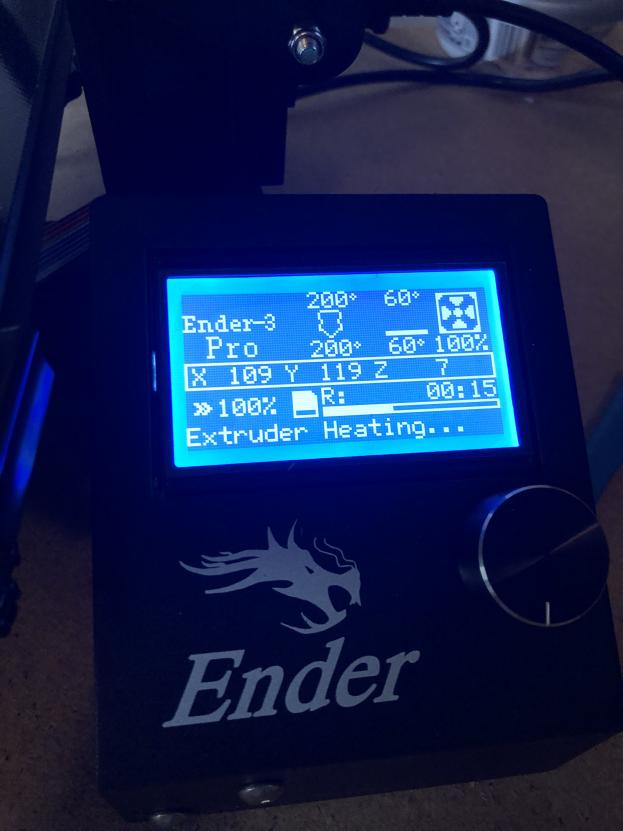 200° 60°
Ender-3
Pro 200° 60° 100%
X 109 Y 119 Z 7
»100% R: 00:15
Extruder Heating...
Ender